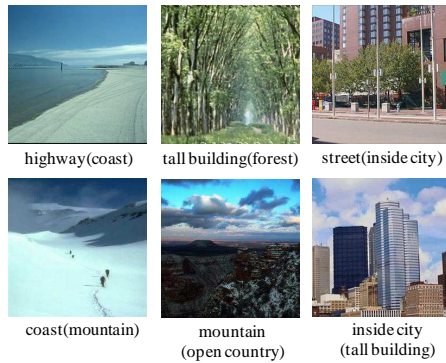 highway(coast)
tall building(forest)
street(inside city)
coast(mountain)
mountain
(open country)
inside city
(tall building)